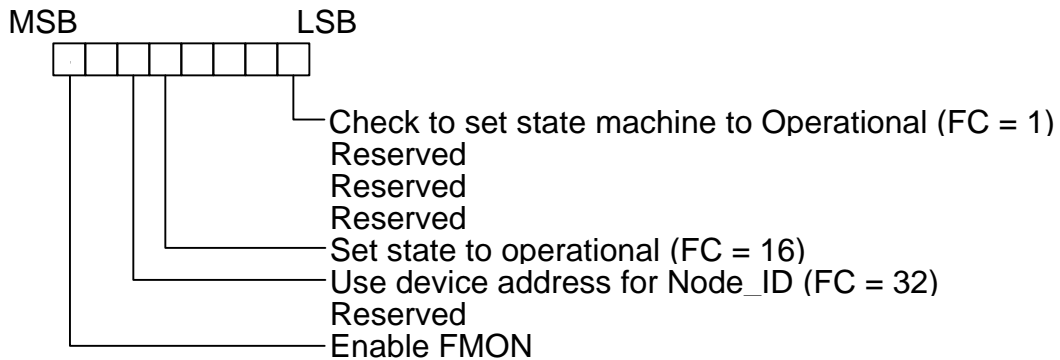 MSB LSB
Check to set state machine to Operational (FC = 1)
Reserved
Reserved
Reserved
Set state to operational (FC = 16)
Use device address for Node_ID (FC = 32)
Reserved
Enable FMON